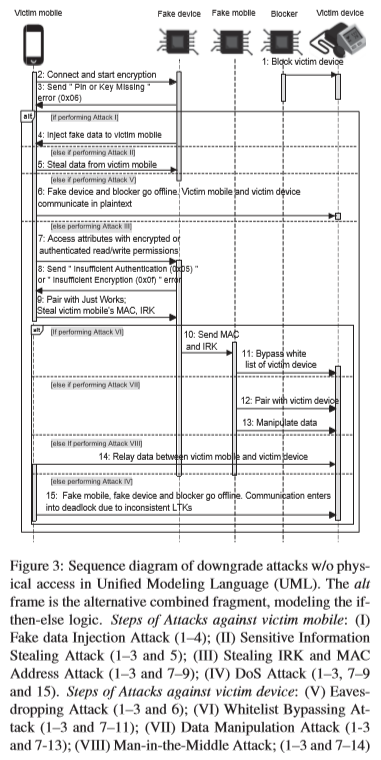 Victim mobile
Fake device
Fake mobile
Blocker
Victim device
1: Block victim device
2: Connect and start encryption
3: Send " Pin or Key Missing "
error (0x06)
alt
[if performing Attack I]
4: Inject fake data to victim mobile
[else if performing Attack II]
5: Steal data from victim mobile
[else if performing Attack V]
6: Fake device and blocker go offline. Victim mobile and victim device
communicate in plaintext
[else performing Attack III]
7: Access attributes with encrypted or
authenticated read/write permissions
8: Send " Insufficient Authentication (0x05) "
or " Insufficient Encryption (0x0f) " error
9: Pair with Just Works;
Steal victim mobile's MAC, IRK
alt
[If performing Attack VI]
10: Send MAC
and IRK
11: Bypass white
list of victim device
[else if performing Attack VII]
12: Pair with victim device
13: Manipulate data
[else If performing Attack VIII]
14: Relay data between victim mobile and victim device
[else performing Attack IV]
15: Fake mobile, fake device and blocker go offline. Communication enters
into deadlock due to inconsistent LTKs
Figure 3: Sequence diagram of downgrade attacks w/o phys-
ical access in Unified Modeling Language (UML). The alt
frame is the alternative combined fragment, modeling the if-
then-else logic. Steps of Attacks against victim mobile: (I)
Fake data Injection Attack (1–4); (II) Sensitive Information
Stealing Attack (1–3 and 5); (III) Stealing IRK and MAC
Address Attack (1–3 and 7–9); (IV) DoS Attack (1–3, 7–9
and 15). Steps of Attacks against victim device: (V) Eaves-
dropping Attack (1–3 and 6); (VI) Whitelist Bypassing At-
tack (1–3 and 7–11); (VII) Data Manipulation Attack (1-3
and 7-13); (VIII) Man-in-the-Middle Attack; (1–3 and 7–14)